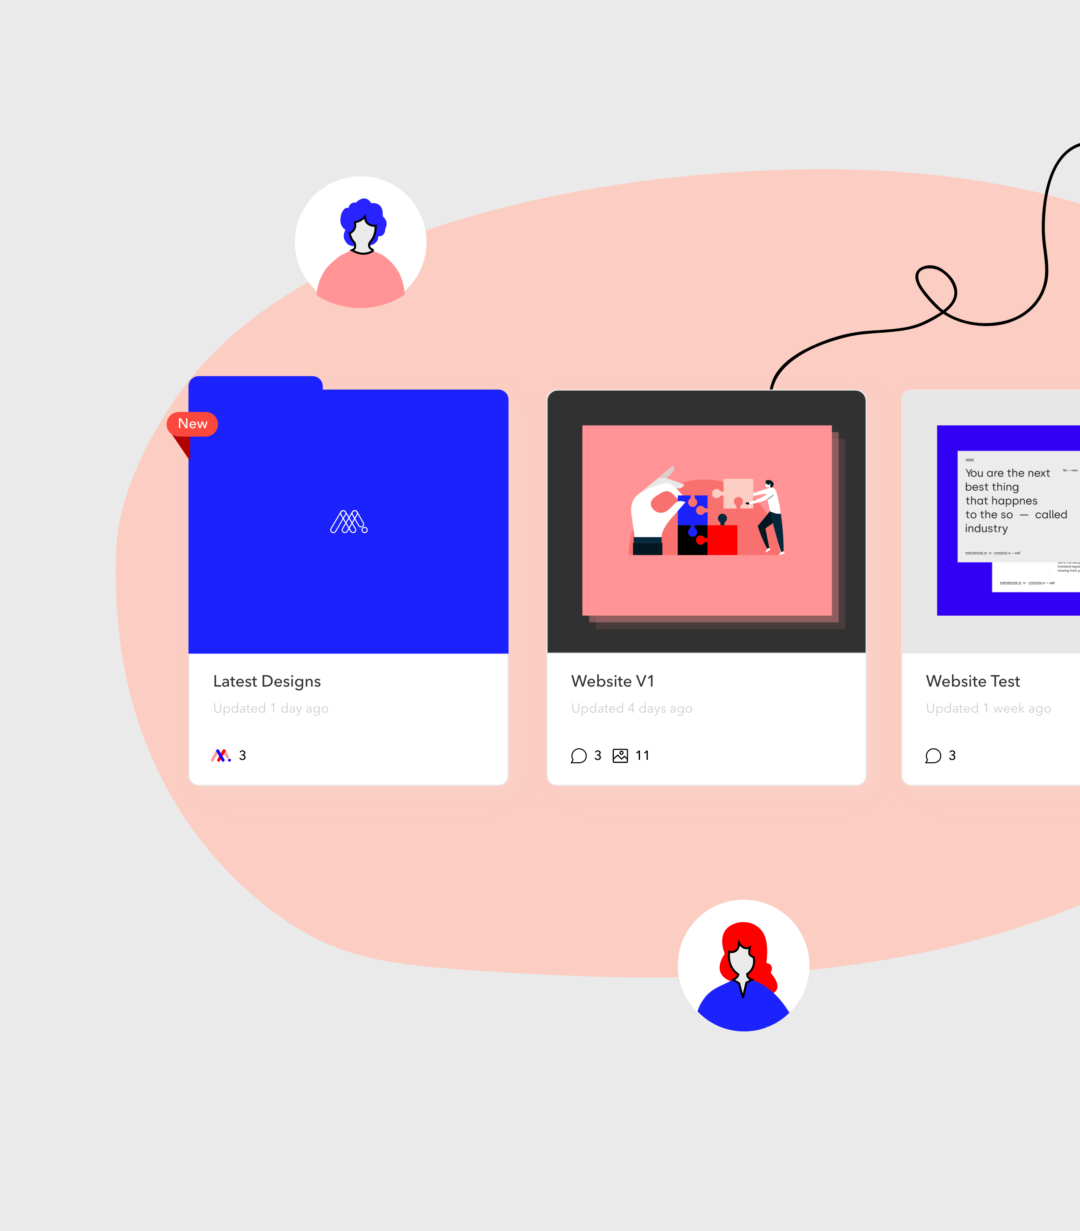 New
You are the next
best thing
that happnes
to the so — called
industry
Latest Designs
Updated 1 day ago
3
Website V1
Updated 4 days ago
3 11
Website Test
Updated 1 week ago
3